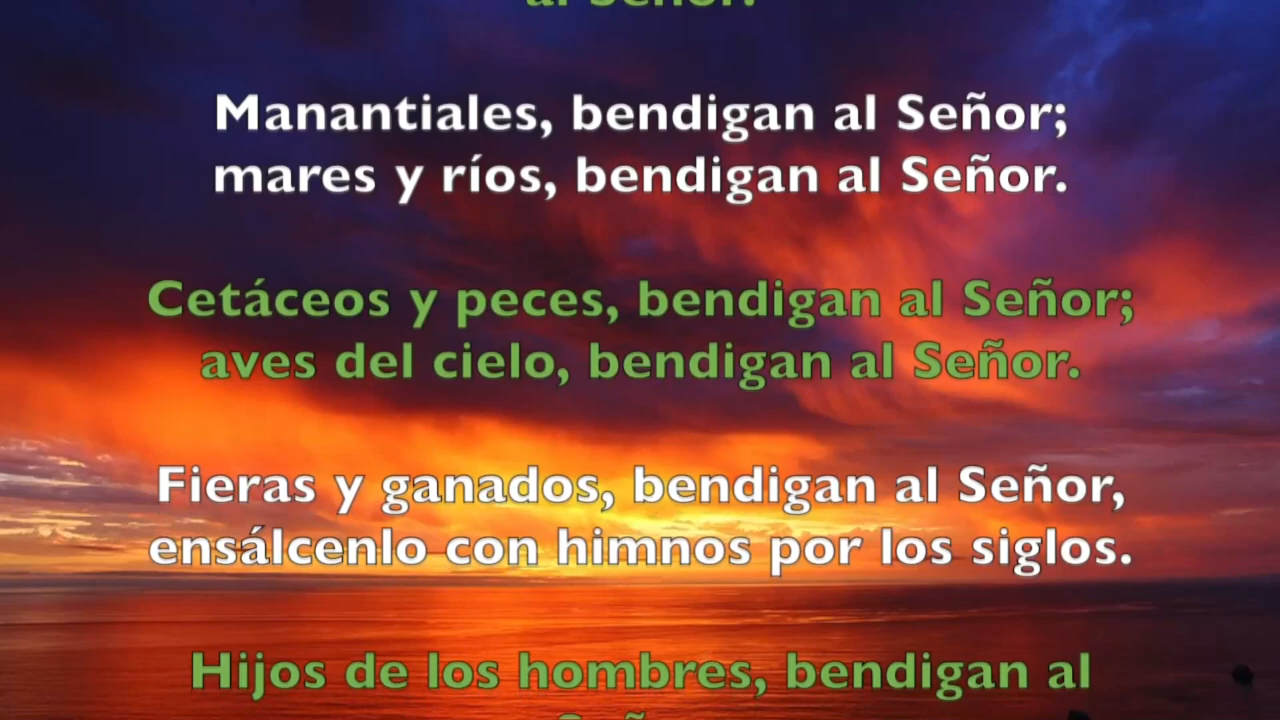 al Señor.
Manantiales, bendigan al Señor;
mares y ríos, bendigan al Señor.
Cetáceos y peces, bendigan al Señor;
aves del cielo, bendigan al Señor.
Fieras y ganados, bendigan al Señor,
ensálcenlo con himnos por los siglos.
Hijos de los hombres, bendigan al